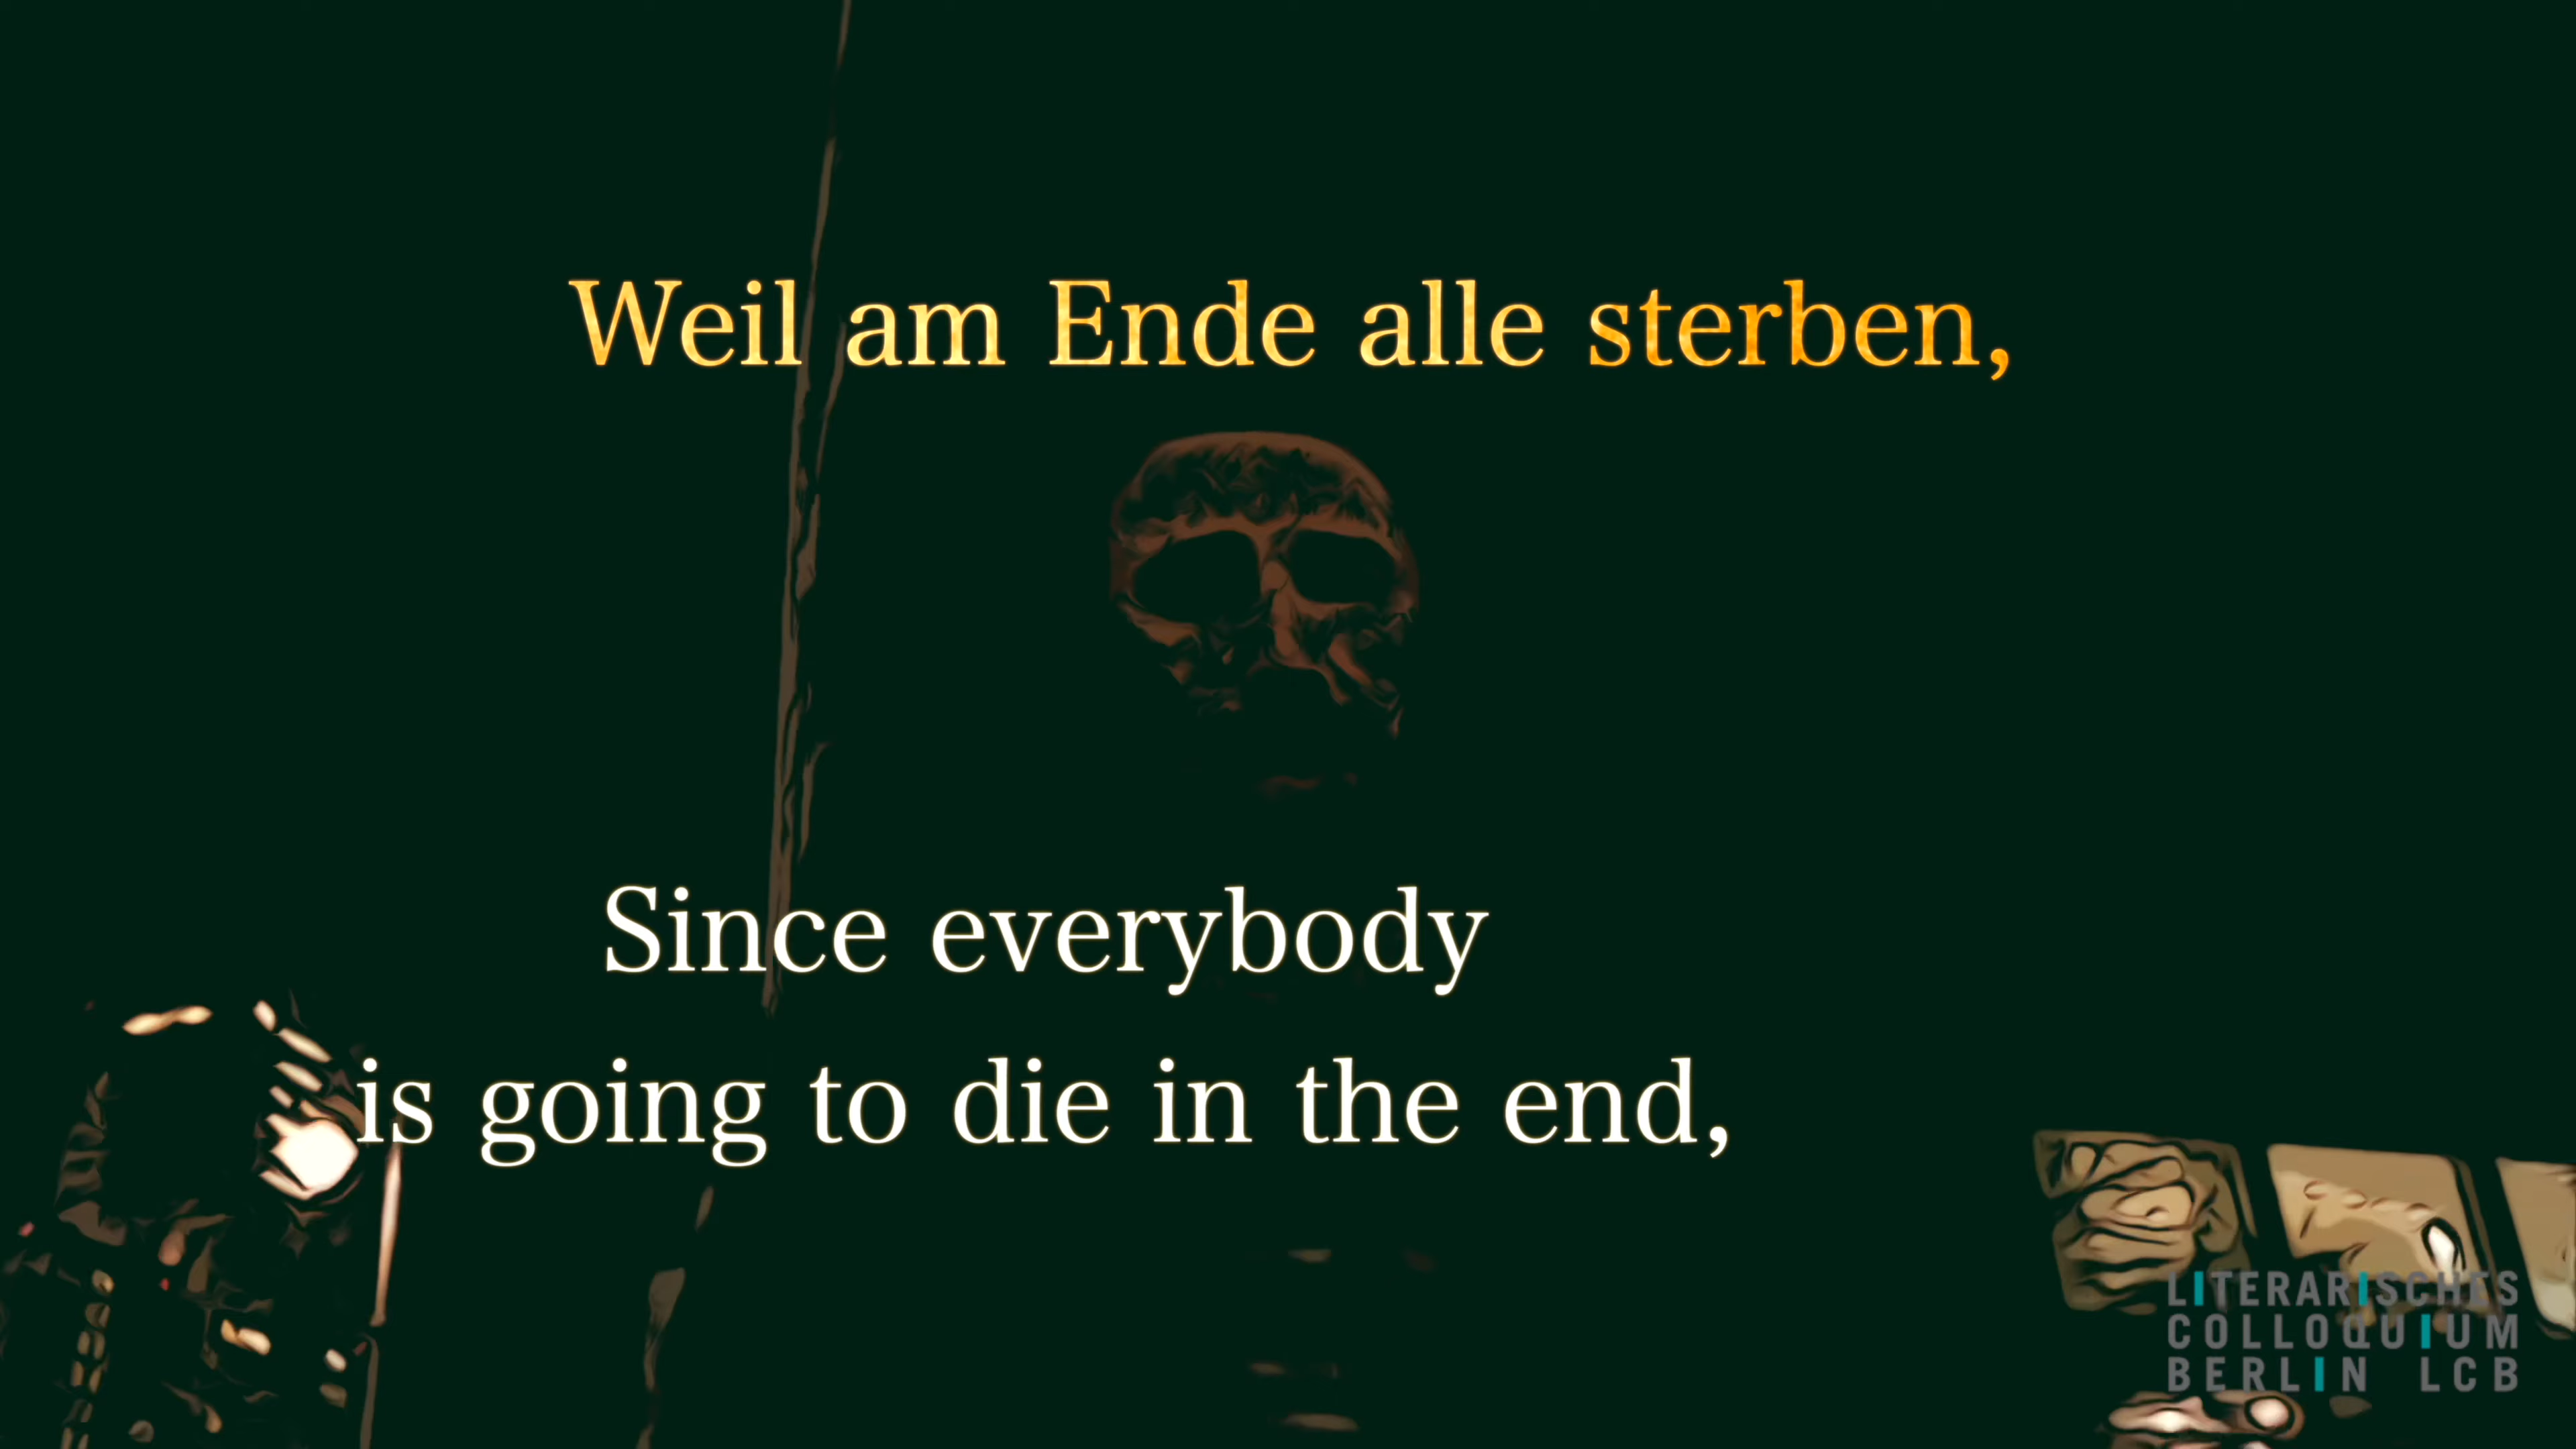 Weil am Ende alle sterben,
Since everybody
is going to die in the end,
LITERARISCHES
COLLOQUIUM
BERLIN LCB